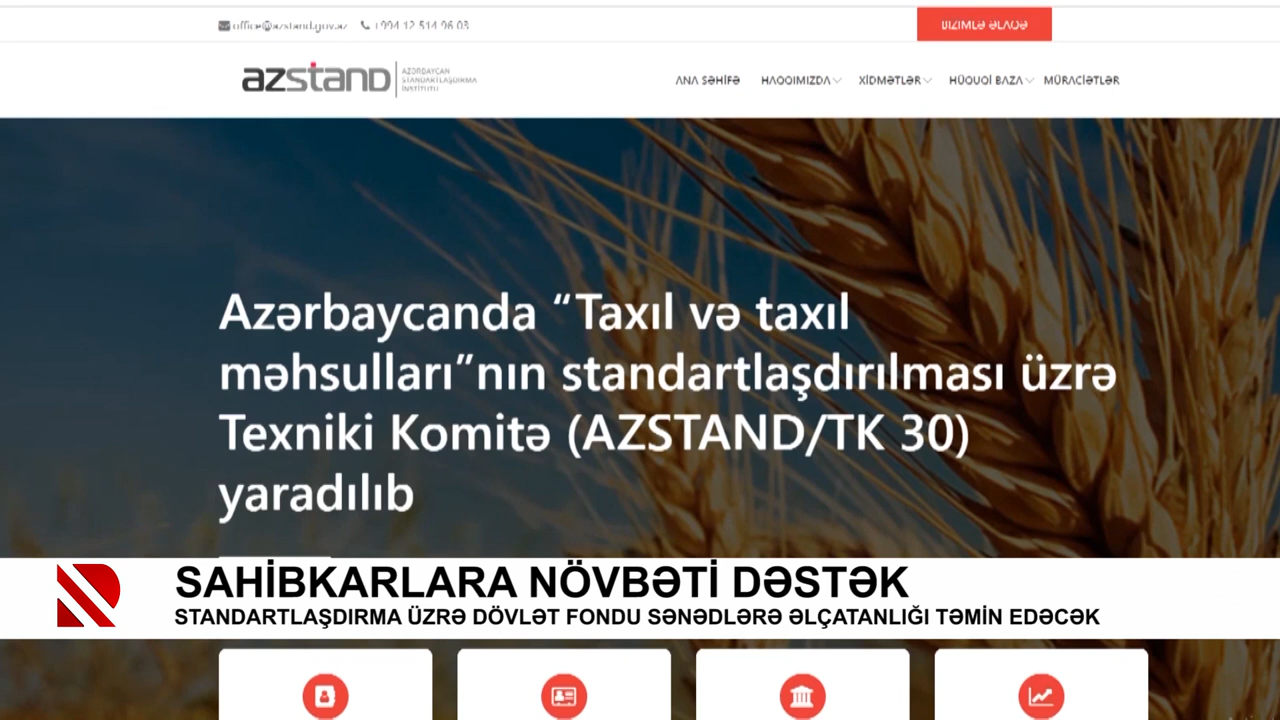 office@azstand.gov.az +994 12 514 96 03
BİZİMLƏ ƏLAQƏ
azstand AZƏRBAYCAN
STANDARTLAŞDIRMA
İNSTİTUTU
ANA SƏHİFƏ HAQQIMIZDA XİDMƏTLƏR HÜQUQİ BAZA MÜRACİƏTLƏR
Azərbaycanda “Taxıl və taxıl
məhsulları”nın standartlaşdırılması üzrə
Texniki Komitə (AZSTAND/TK 30)
yaradılıb
SAHİBKARLARA NÖVBƏTİ DƏSTƏK
STANDARTLAŞDIRMA ÜZRƏ DÖVLƏT FONDU SƏNƏDLƏRƏ ƏLÇATANLIĞI TƏMİN EDƏCƏK